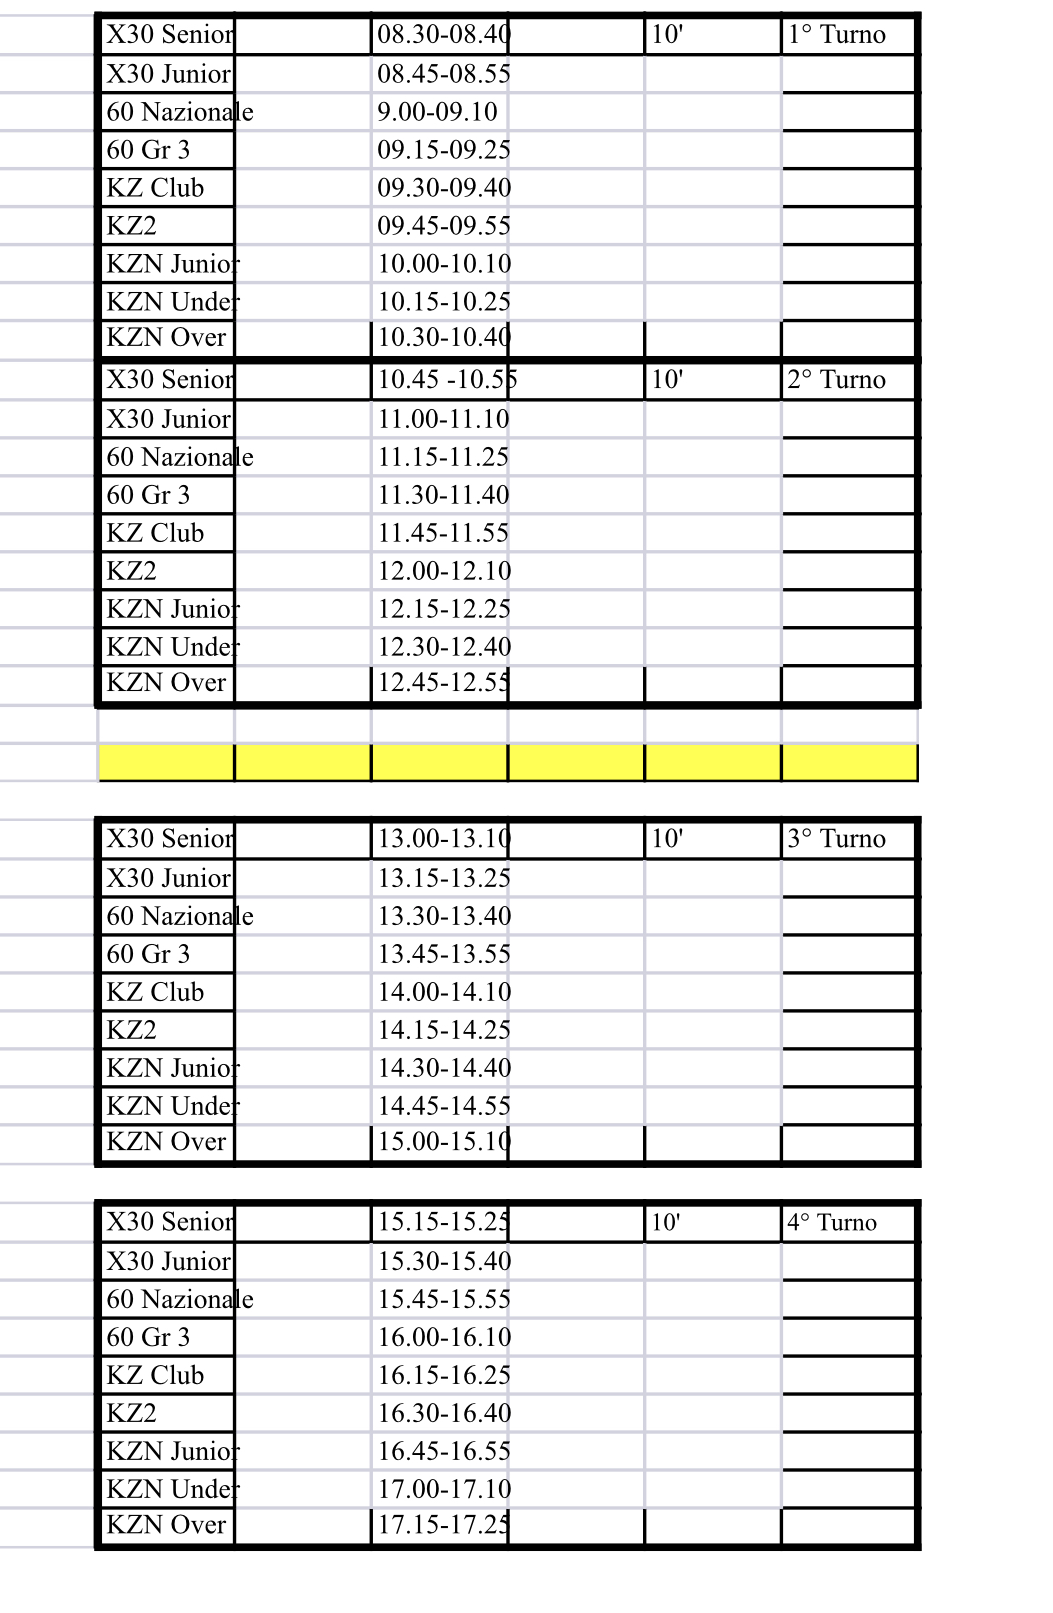 X30 Senior 08.30-08.40 10' 1° Turno
X30 Junior 08.45-08.55
60 Nazionale 9.00-09.10
60 Gr 3 09.15-09.25
KZ Club 09.30-09.40
KZ2 09.45-09.55
KZN Junior 10.00-10.10
KZN Under 10.15-10.25
KZN Over 10.30-10.40
X30 Senior 10.45 -10.55 10' 2° Turno
X30 Junior 11.00-11.10
60 Nazionale 11.15-11.25
60 Gr 3 11.30-11.40
KZ Club 11.45-11.55
KZ2 12.00-12.10
KZN Junior 12.15-12.25
KZN Under 12.30-12.40
KZN Over 12.45-12.55
X30 Senior 13.00-13.10 10' 3° Turno
X30 Junior 13.15-13.25
60 Nazionale 13.30-13.40
60 Gr 3 13.45-13.55
KZ Club 14.00-14.10
KZ2 14.15-14.25
KZN Junior 14.30-14.40
KZN Under 14.45-14.55
KZN Over 15.00-15.10
X30 Senior 15.15-15.25 10' 4° Turno
X30 Junior 15.30-15.40
60 Nazionale 15.45-15.55
60 Gr 3 16.00-16.10
KZ Club 16.15-16.25
KZ2 16.30-16.40
KZN Junior 16.45-16.55
KZN Under 17.00-17.10
KZN Over 17.15-17.25